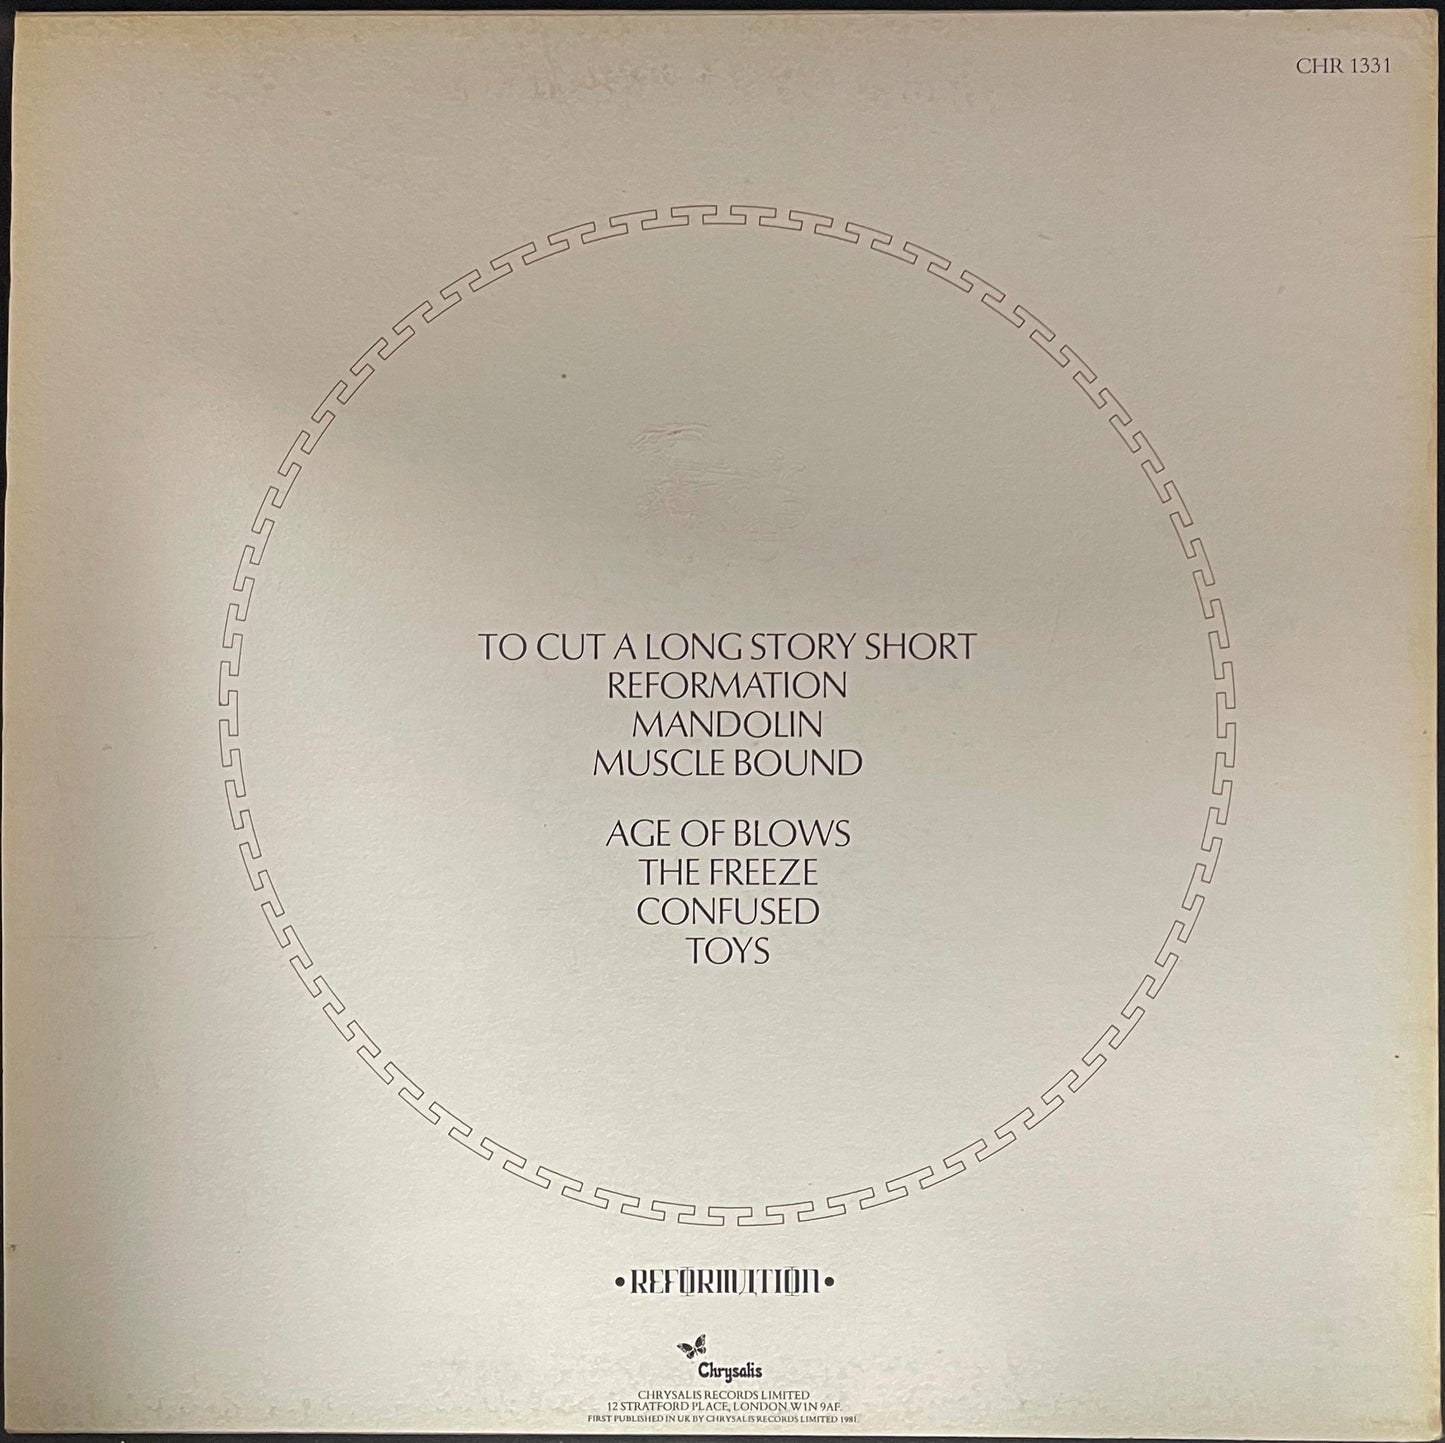 CHR 1331
TO CUT A LONG STORY SHORT
REFORMATION
MANDOLIN
MUSCLE BOUND
AGE OF BLOWS
THE FREEZE
CONFUSED
TOYS
•REFORMATION•
Chrysalis
CHRYSALIS RECORDS LIMITED
12 STRATFORD PLACE, LONDON W1N 9AF.
FIRST PUBLISHED IN UK BY CHRYSALIS RECORDS LIMITED 1981.